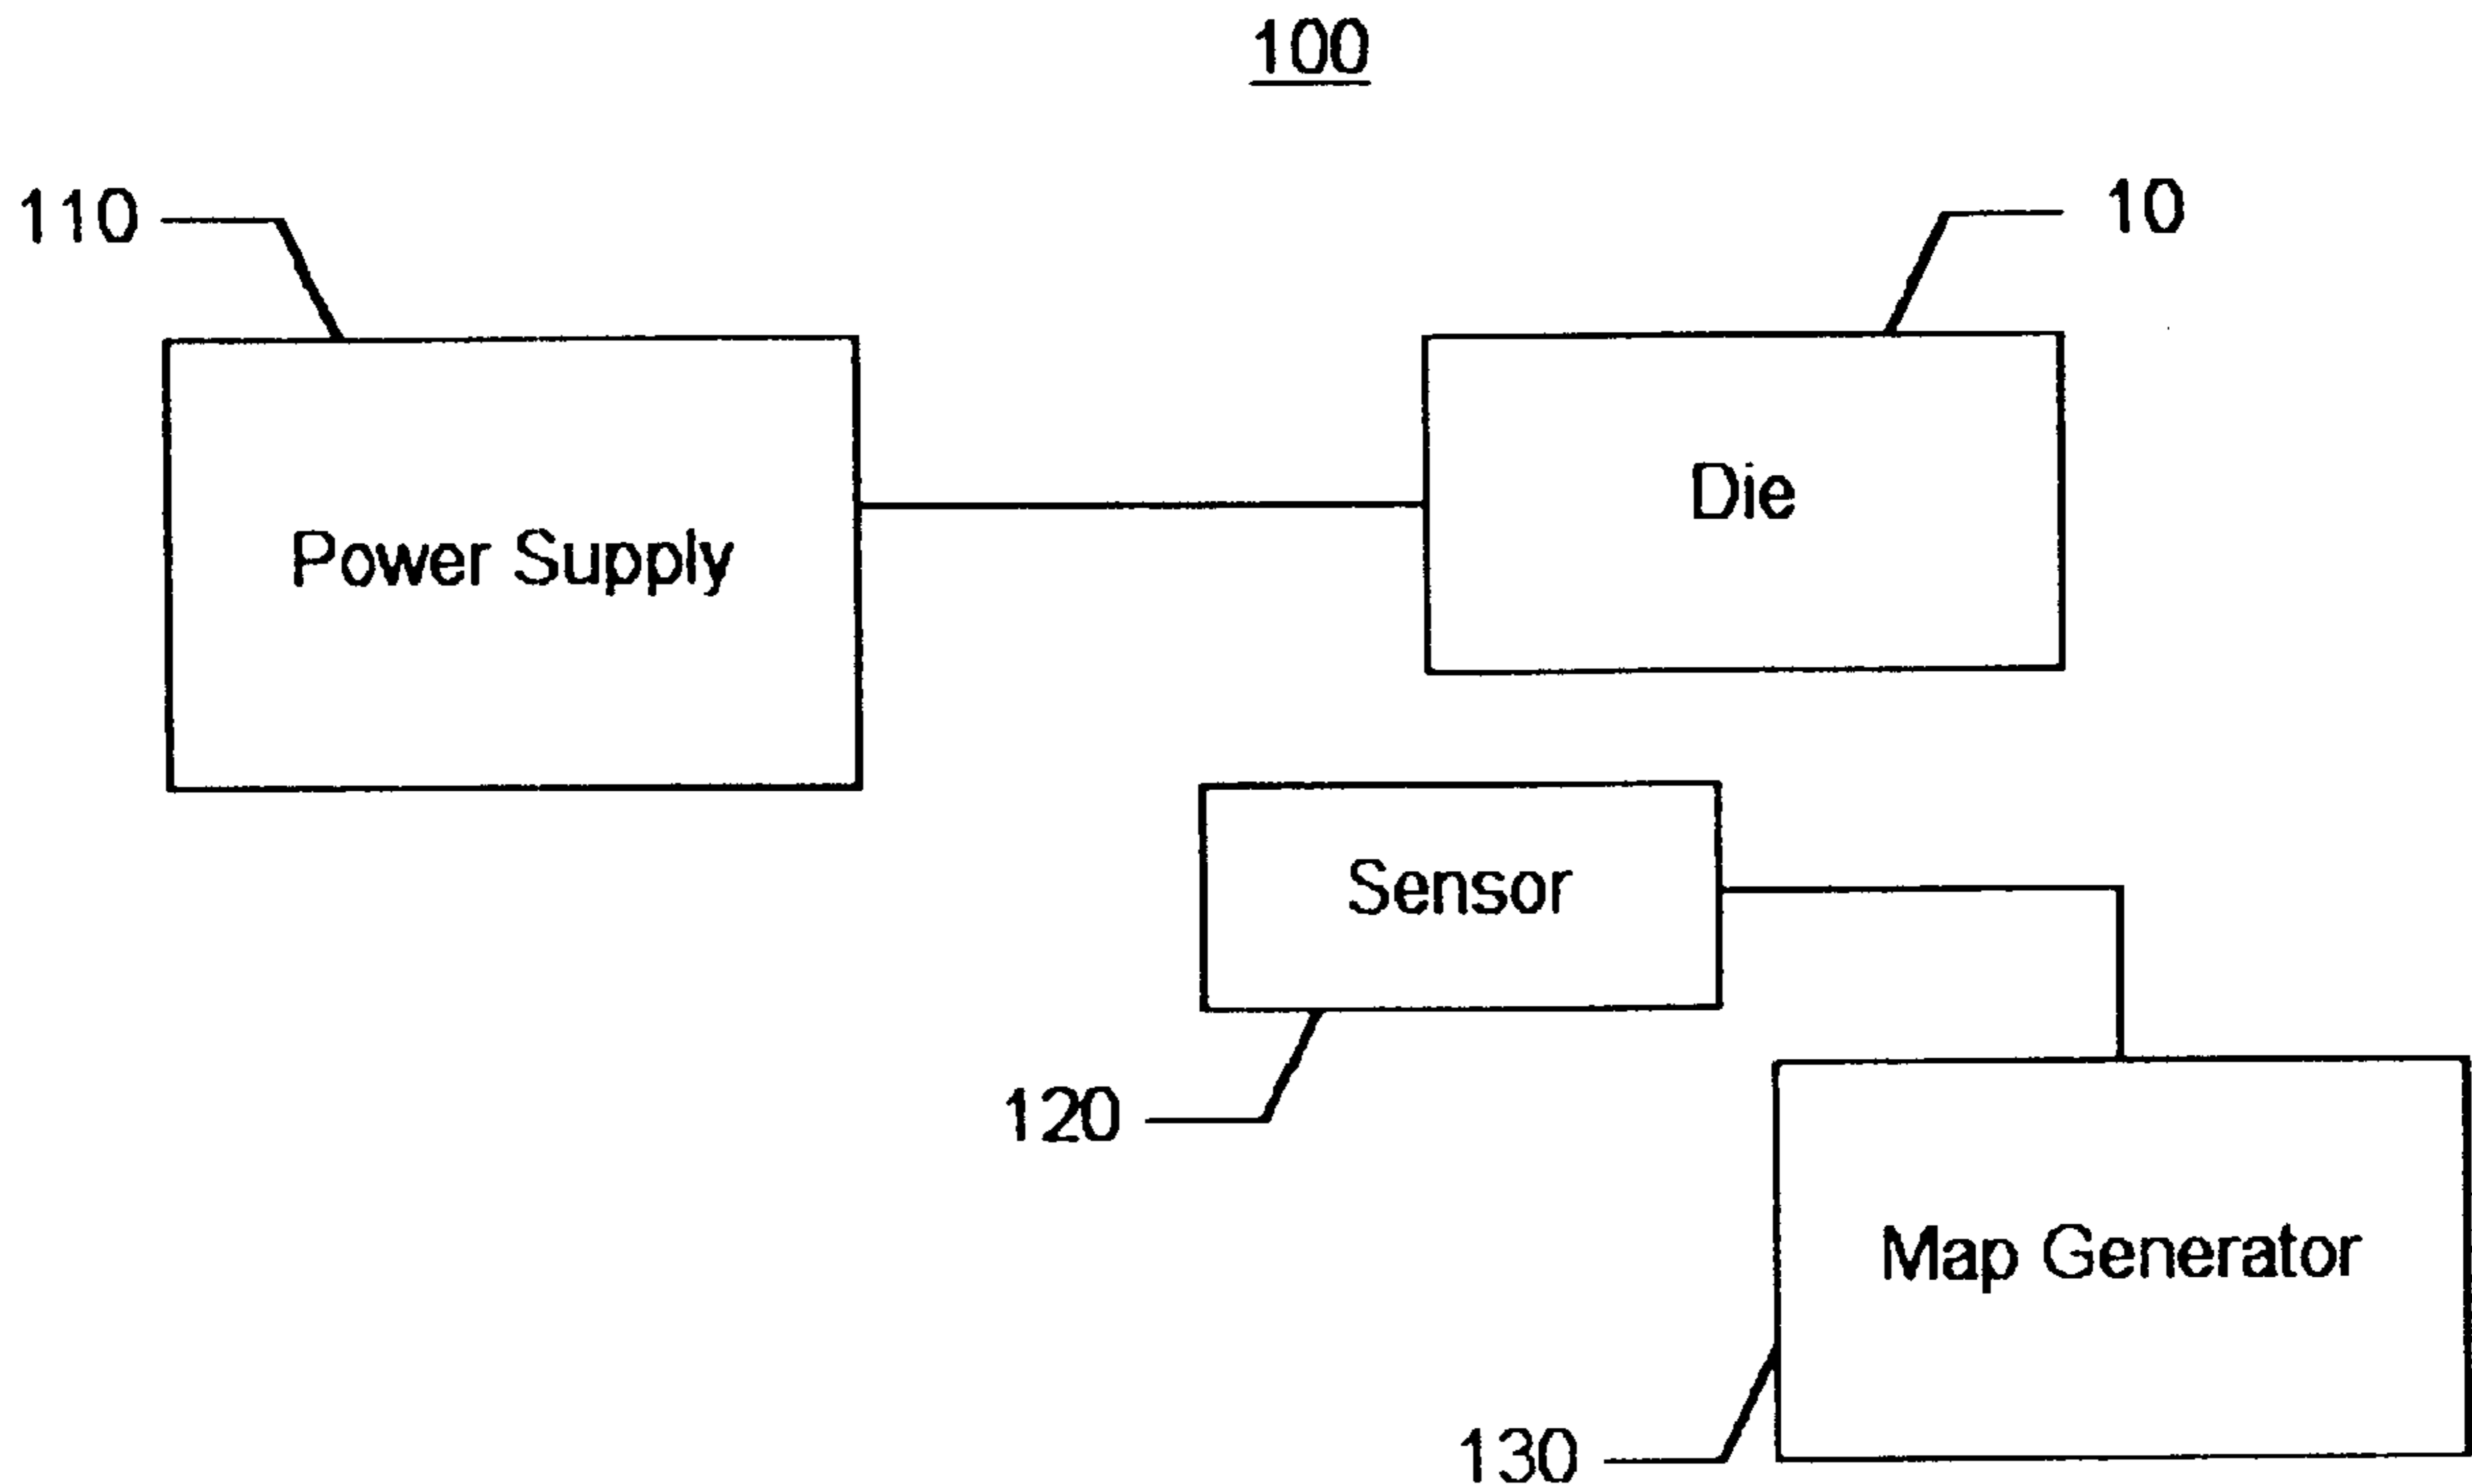 100
110
10
Die
Power Supply
Sensor
120
Map Generator
130